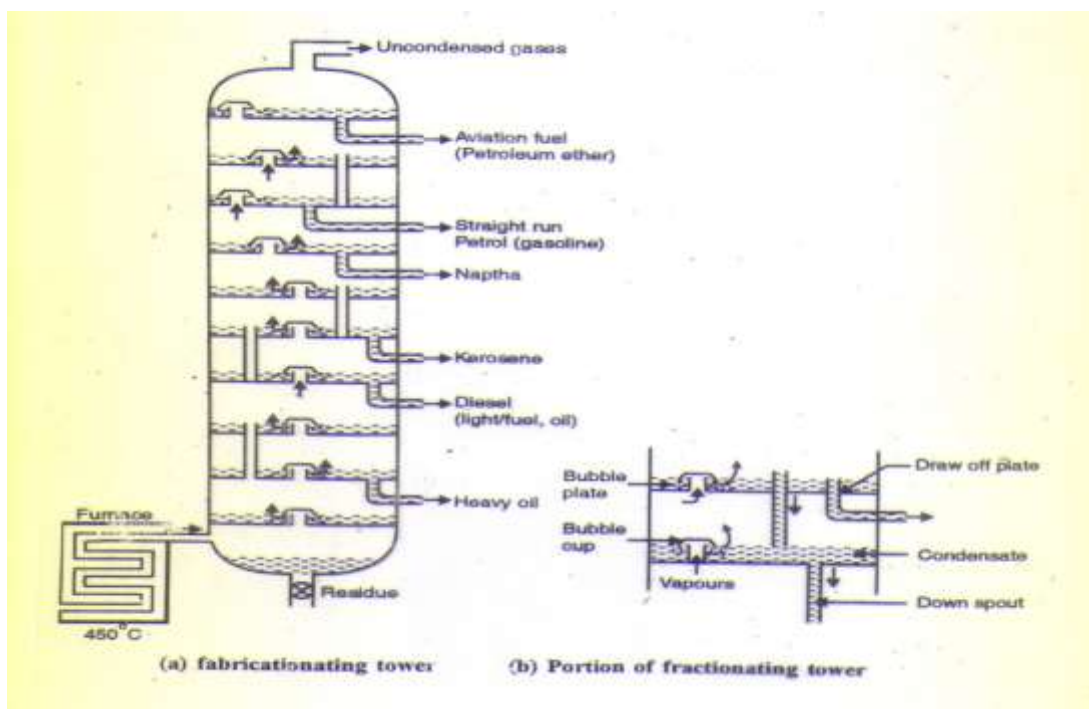 Uncondensed gases
Aviation fuel
(Petroleum ether)
Straight run
Petrol (gasoline)
Naptha
Kerosene
Diesel
(light/fuel, oil)
Heavy oil
Furnace
450°C
Residue
Bubble
plate
Bubble
cup
Vapours
Draw off plate
Condensate
Down spout
(a) fabricationating tower
(b) Portion of fractionating tower